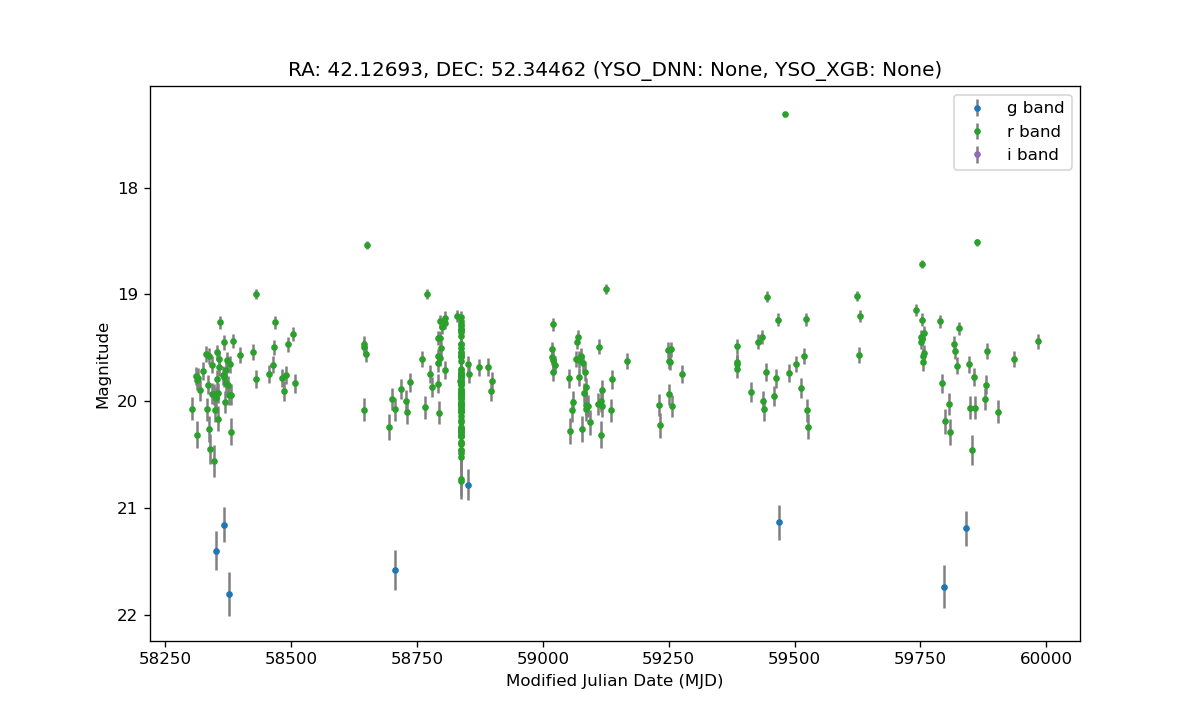 RA: 42.12693, DEC: 52.34462 (YSO_DNN: None, YSO_XGB: None)
g band
r band
i band
Magnitude
18
19
20
21
22
58250 58500 58750 59000 59250 59500 59750 60000
Modified Julian Date (MJD)